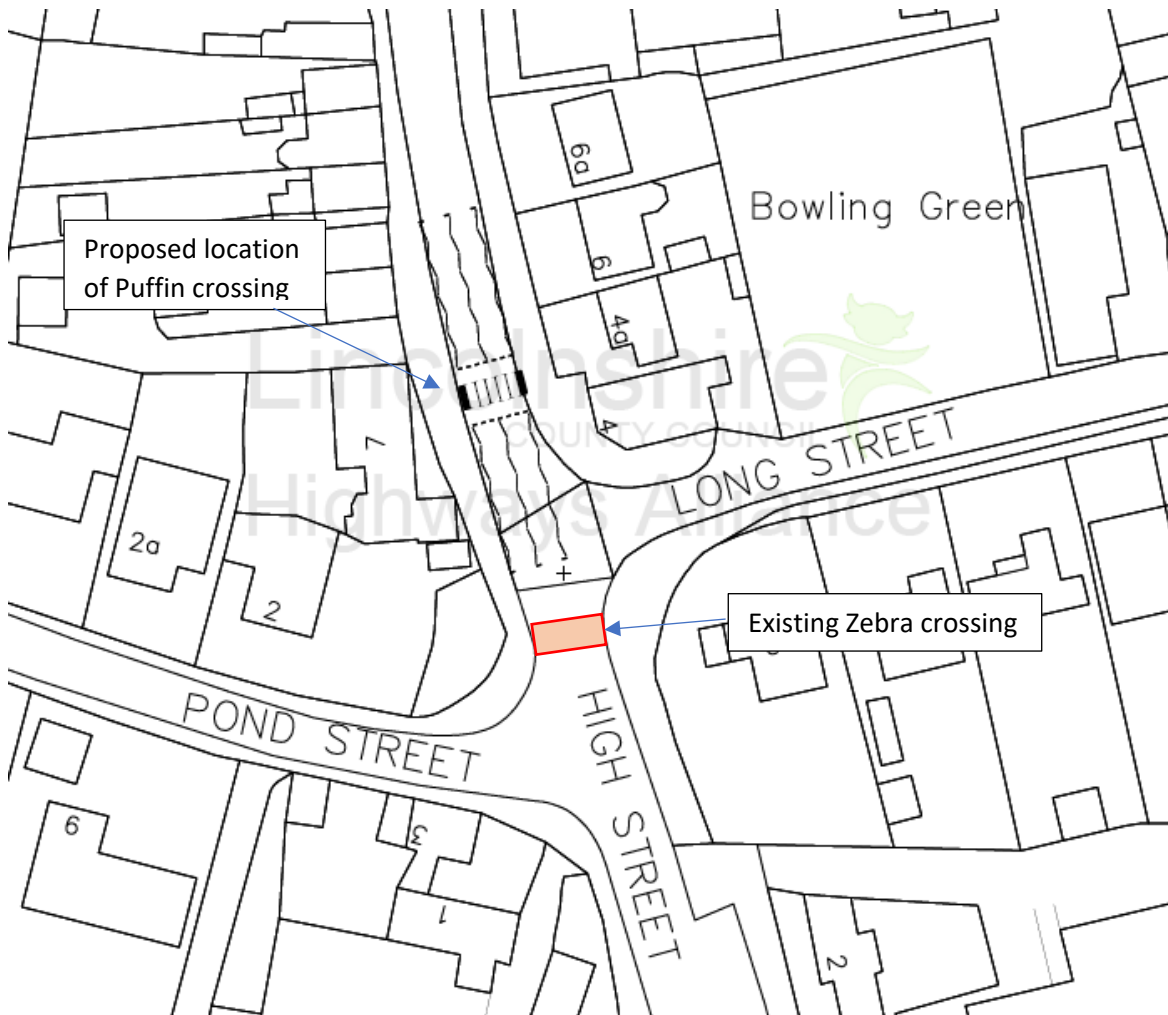 6a
Bowling Green
Proposed location
of Puffin crossing
6
4a
Lincolnshire
COUNTY COUNCIL
Highways Alliance
4
7
LONG STREET
2a
2
Existing Zebra crossing
POND STREET
HIGH STREET
9
3
1
2